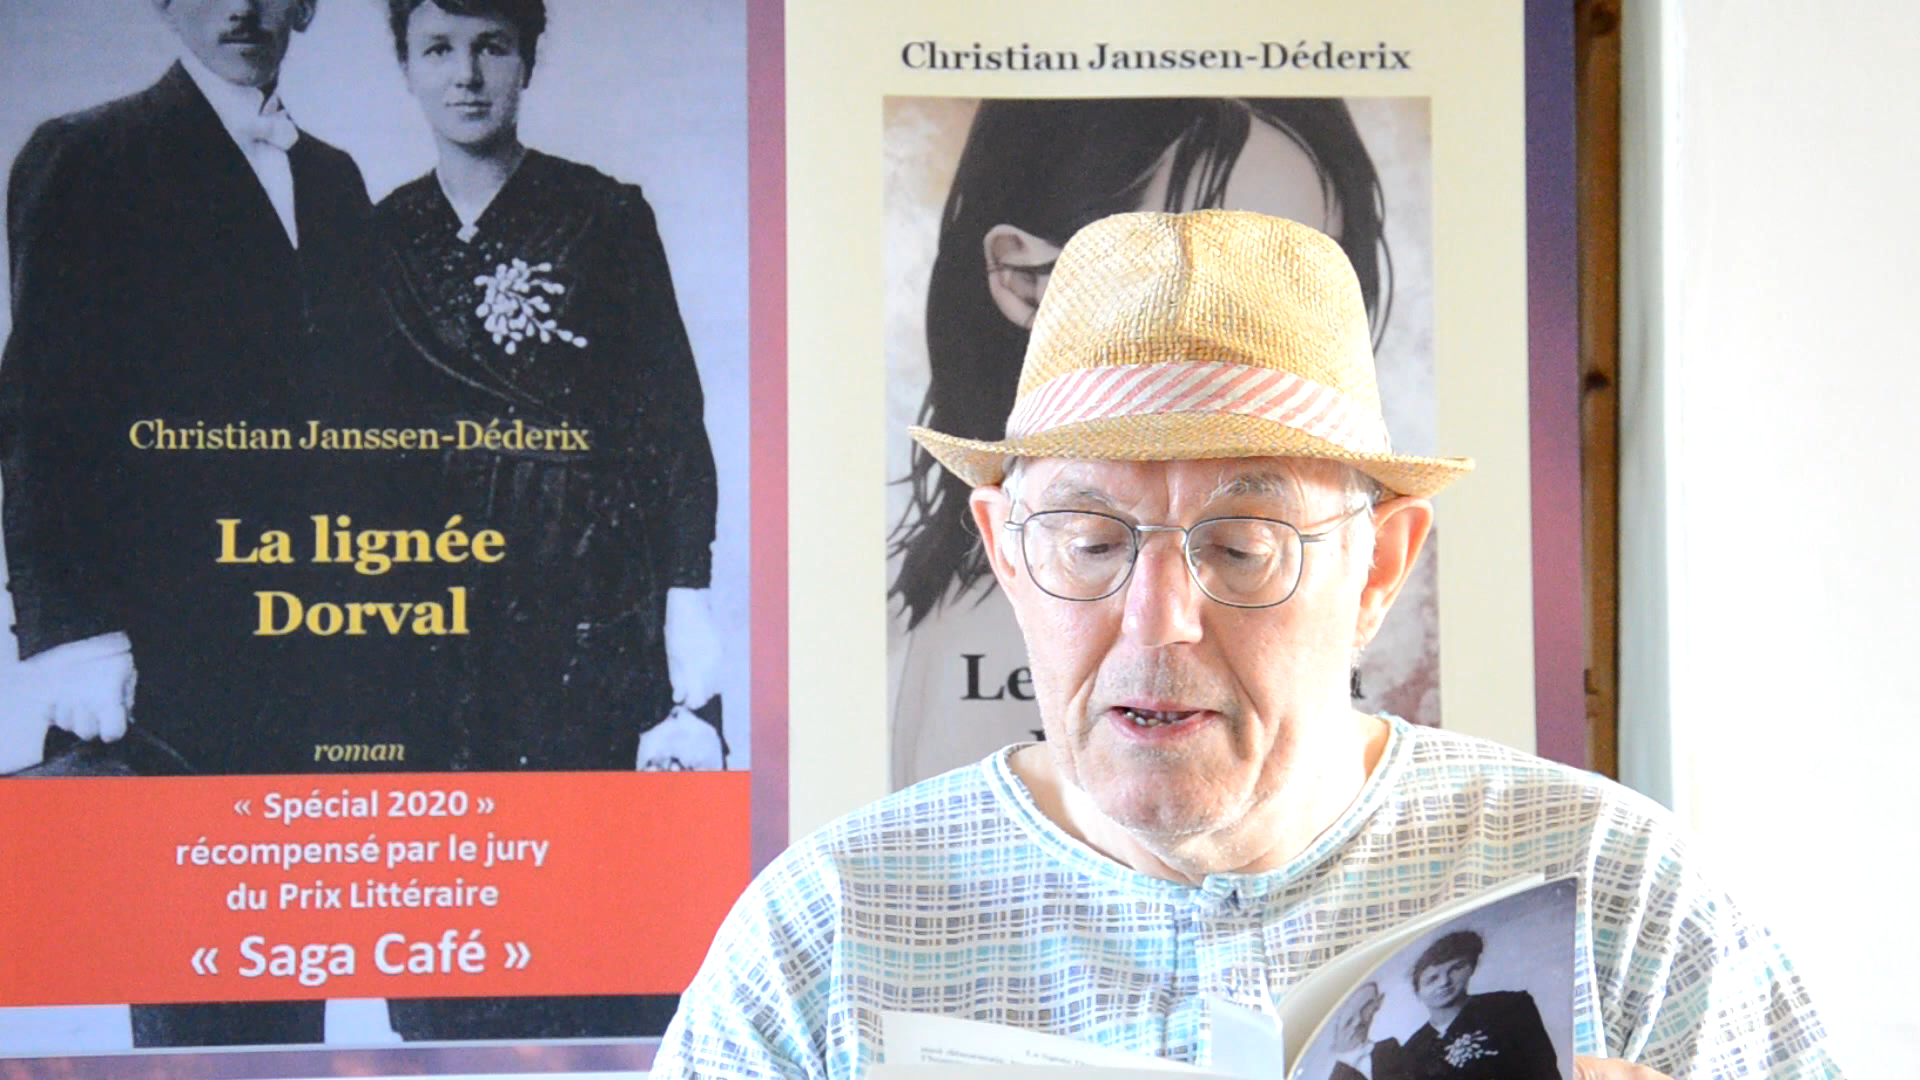 Christian Janssen-Déderix
La lignée
Dorval
roman
« Spécial 2020 »
récompensé par le jury
du Prix Littéraire
« Saga Café »
Christian Janssen-Déderix
Le